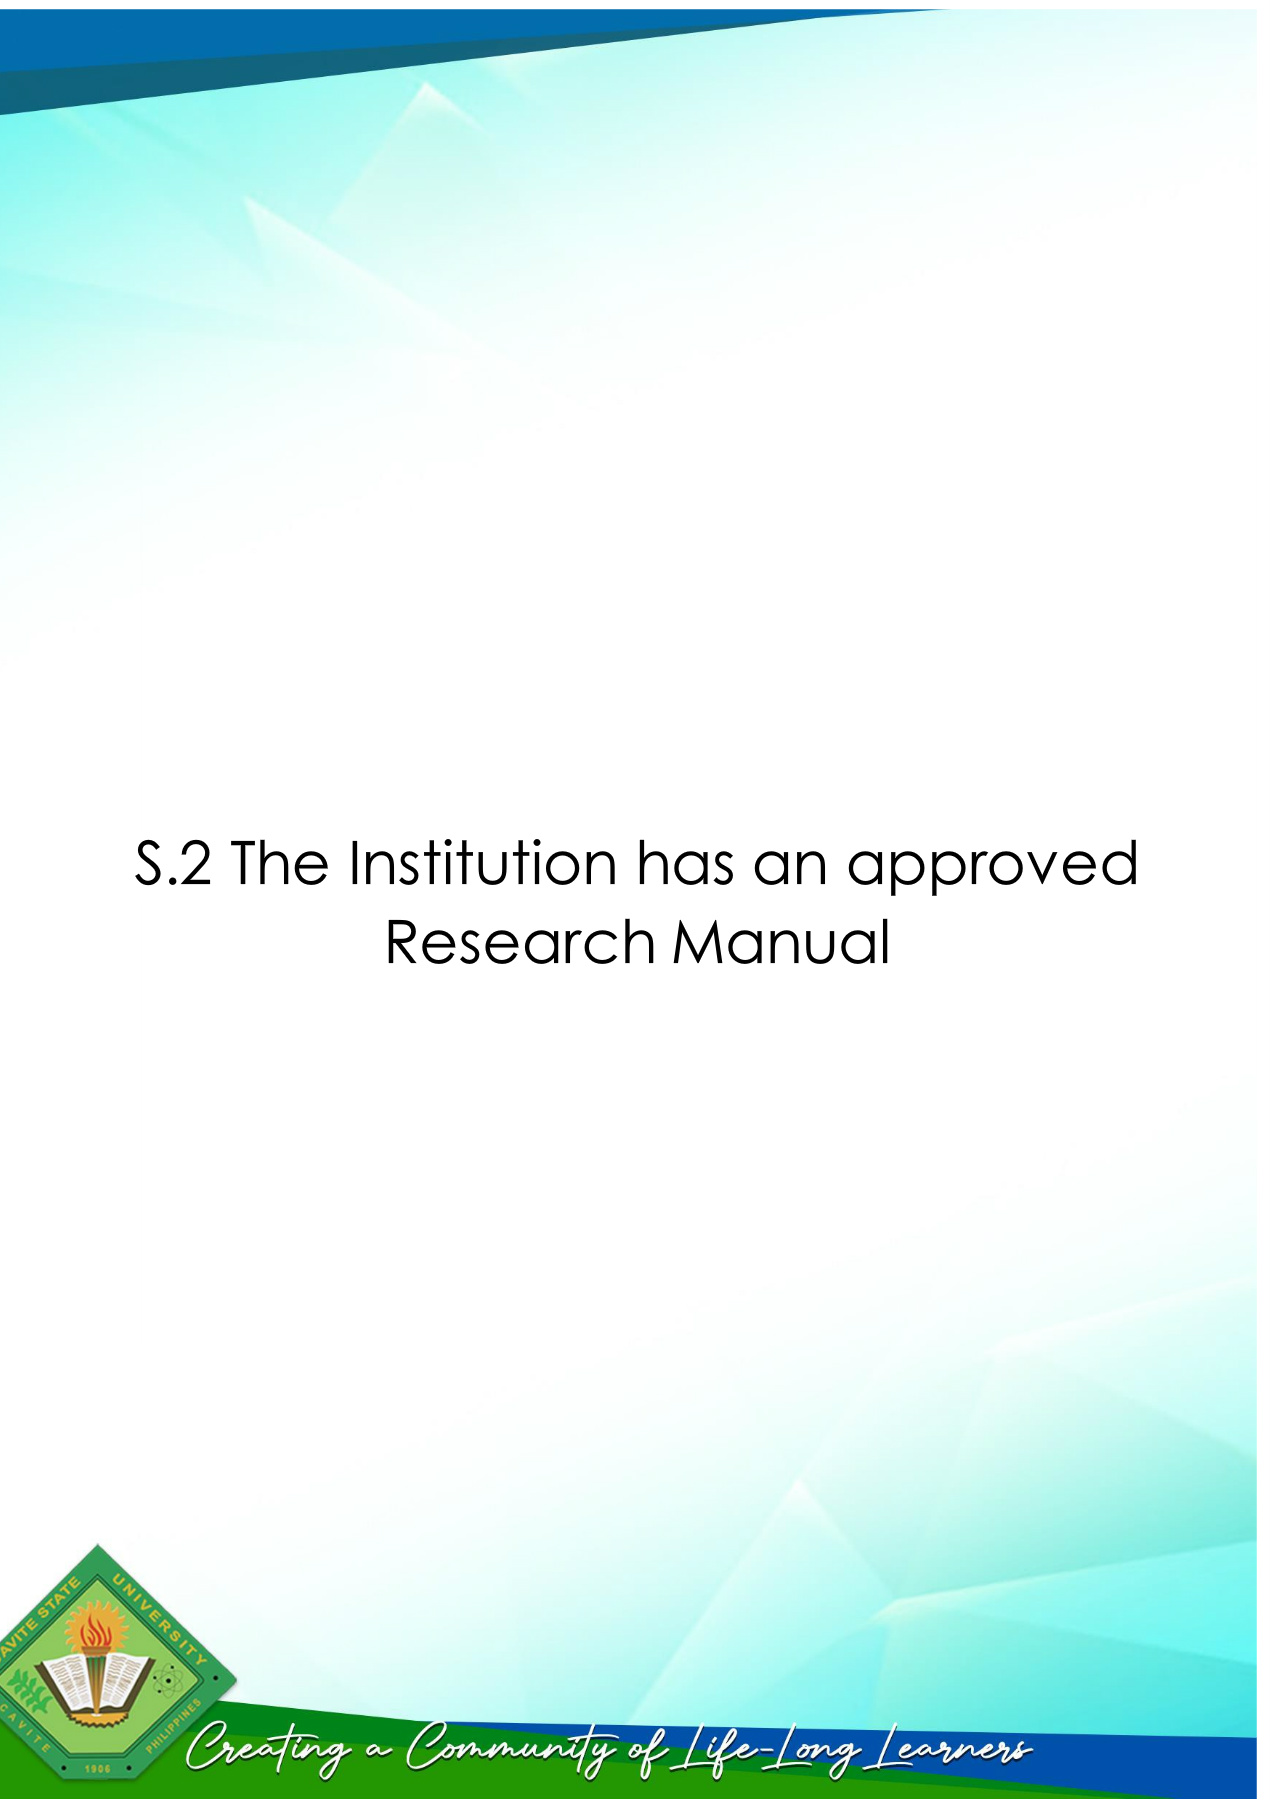 S.2 The Institution has an approved
Research Manual
CAVITE STATE UNIVERSITY
CAVITE
PHILIPPINES
1906
Creating a Community of Life-Long Learners